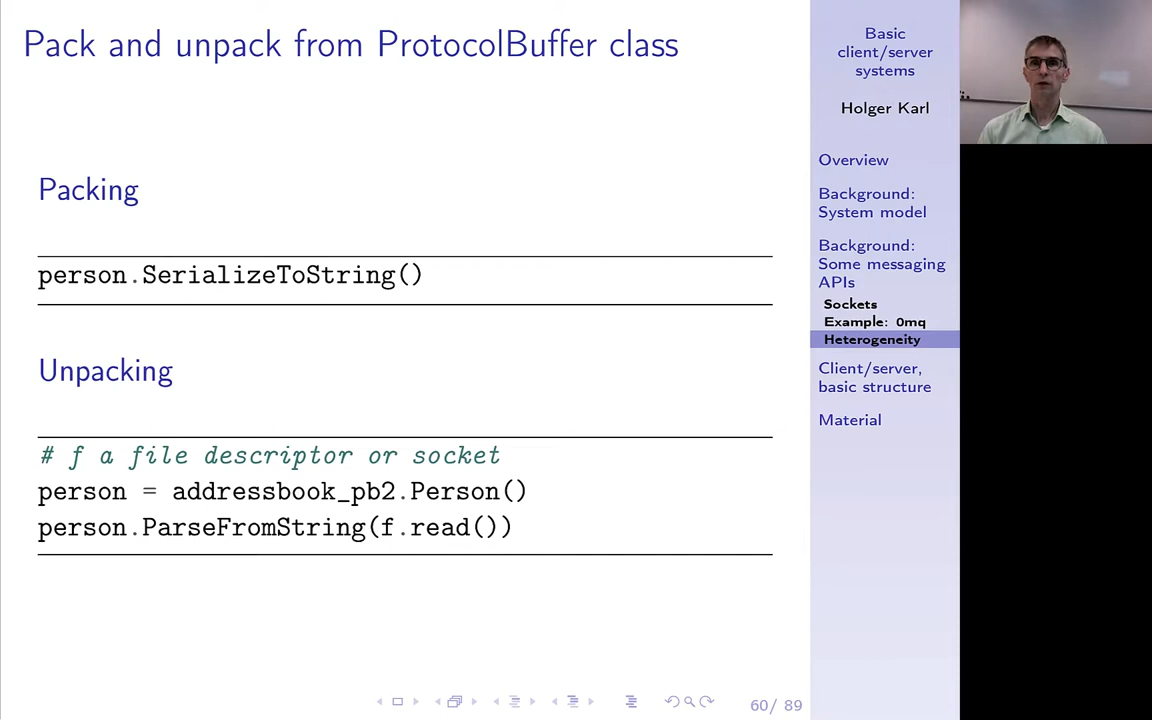 Pack and unpack from ProtocolBuffer class
Packing
person.SerializeToString()
Unpacking
# f a file descriptor or socket
person = addressbook_pb2.Person()
person.ParseFromString(f.read())
60/ 89
Basic
client/server
systems
Holger Karl
Overview
Background:
System model
Background:
Some messaging
APIs
Sockets
Example: 0mq
Heterogeneity
Client/server,
basic structure
Material